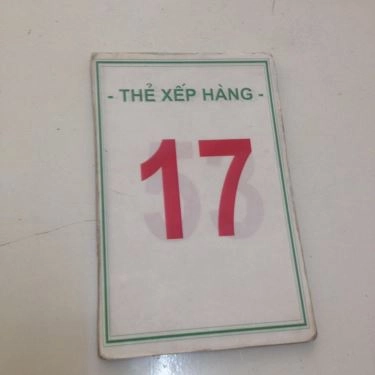 - THẺ XẾP HÀNG -
17